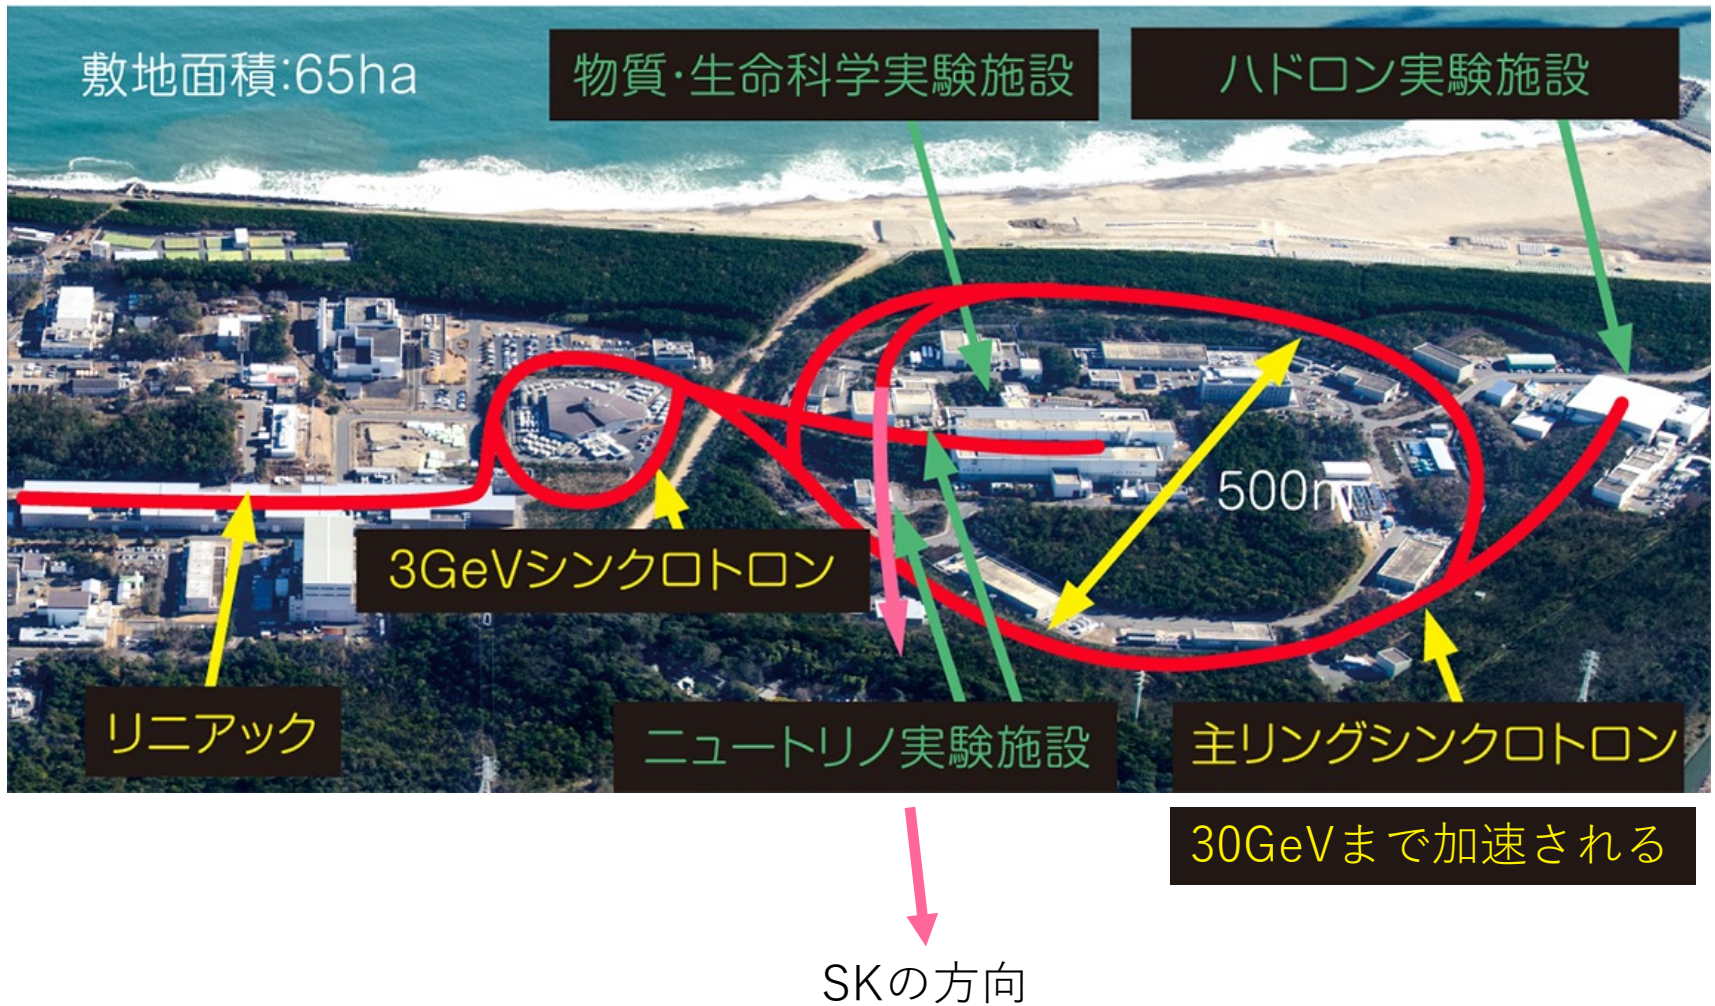 敷地面積:65ha
物質・生命科学実験施設
ハドロン実験施設
500m
3GeVシンクロトロン
リニアック
ニュートリノ実験施設
主リングシンクロトロン
30GeVまで加速される
SKの方向